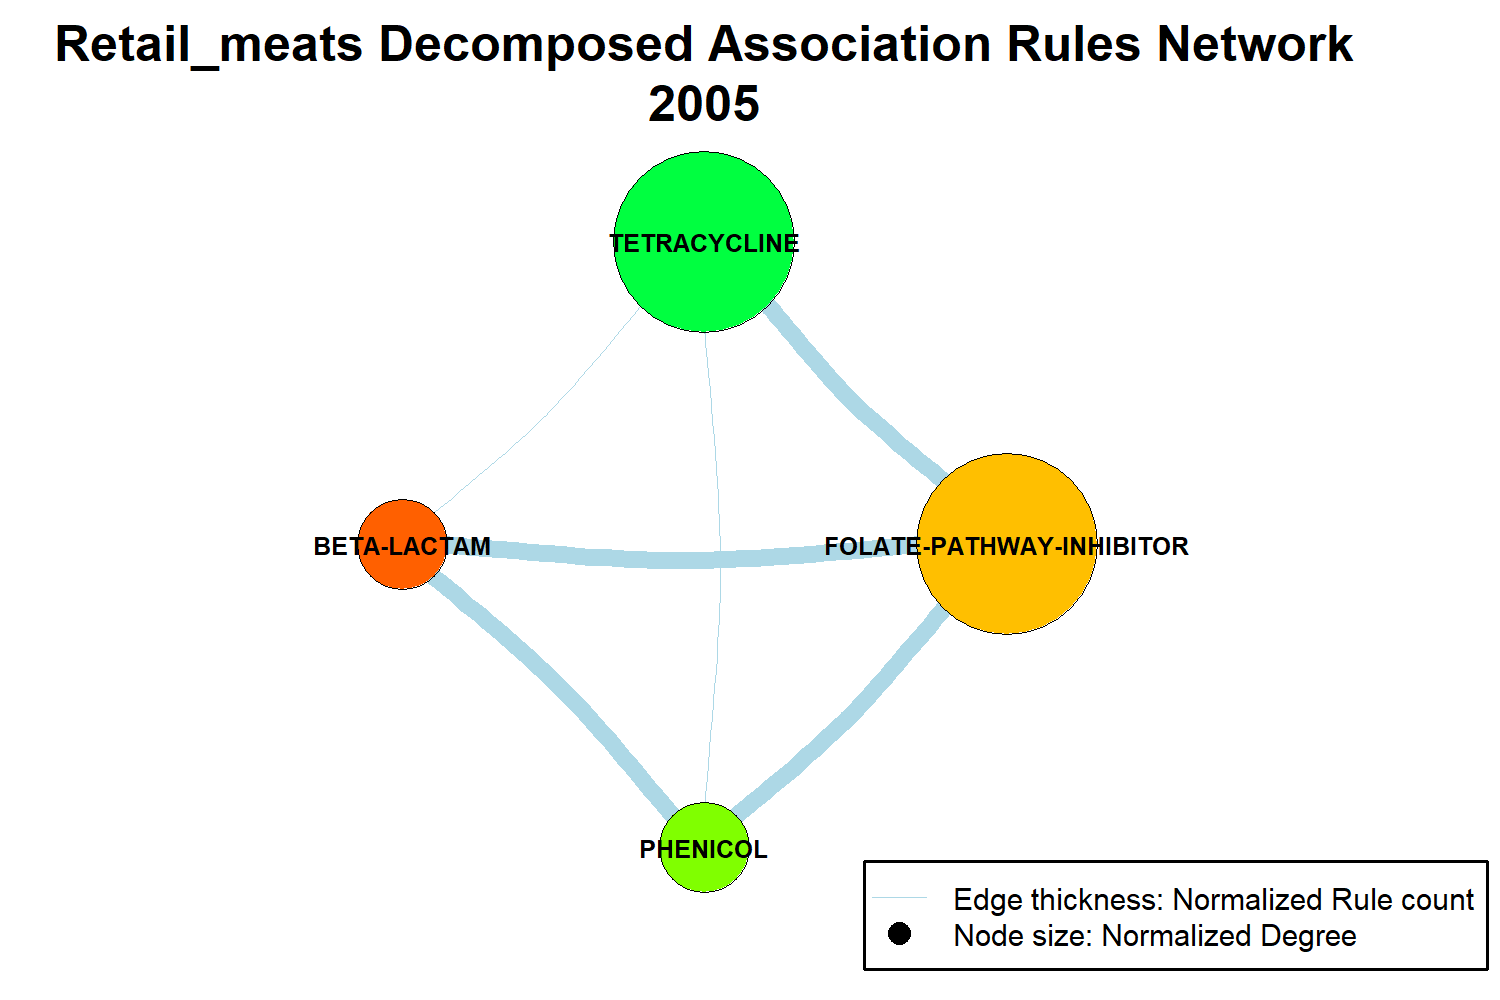 Retail_meats Decomposed Association Rules Network
2005
TETRACYCLINE
BETA-LACTAM
FOLATE-PATHWAY-INHIBITOR
PHENICOL
Edge thickness: Normalized Rule count
Node size: Normalized Degree